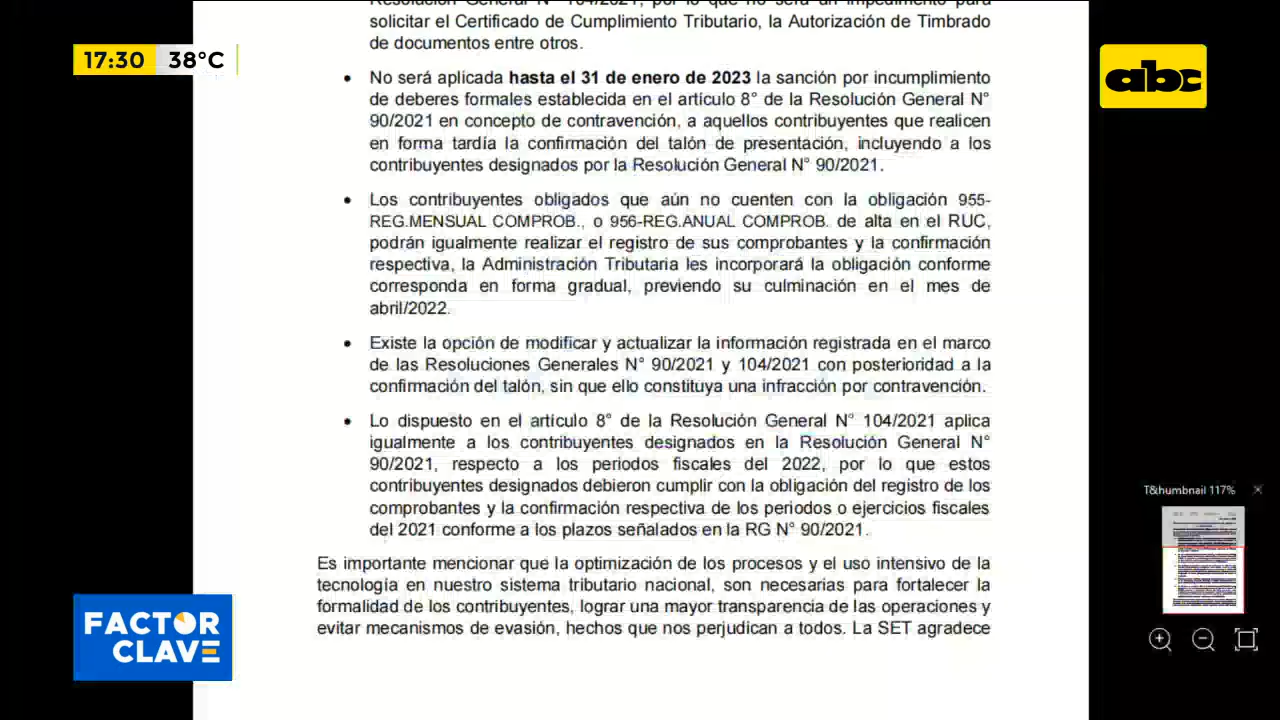 Resolución General N° 104/2021, por lo que no será un impedimento para
solicitar el Certificado de Cumplimiento Tributario, la Autorización de Timbrado
de documentos entre otros.
17:30 38°C
abc
• No será aplicada hasta el 31 de enero de 2023 la sanción por incumplimiento
de deberes formales establecida en el artículo 8° de la Resolución General N°
90/2021 en concepto de contravención, a aquellos contribuyentes que realicen
en forma tardía la confirmación del talón de presentación, incluyendo a los
contribuyentes designados por la Resolución General N° 90/2021.
• Los contribuyentes obligados que aún no cuenten con la obligación 955-
REG.MENSUAL COMPROB., o 956-REG.ANUAL COMPROB. de alta en el RUC,
podrán igualmente realizar el registro de sus comprobantes y la confirmación
respectiva, la Administración Tributaria les incorporará la obligación conforme
corresponda en forma gradual, previendo su culminación en el mes de
abril/2022.
• Existe la opción de modificar y actualizar la información registrada en el marco
de las Resoluciones Generales N° 90/2021 y 104/2021 con posterioridad a la
confirmación del talón, sin que ello constituya una infracción por contravención.
• Lo dispuesto en el artículo 8° de la Resolución General N° 104/2021 aplica
igualmente a los contribuyentes designados en la Resolución General N°
90/2021, respecto a los periodos fiscales del 2022, por lo que estos
contribuyentes designados debieron cumplir con la obligación del registro de los
comprobantes y la confirmación respectiva de los periodos o ejercicios fiscales
del 2021 conforme a los plazos señalados en la RG N° 90/2021.
Es importante mencionar que la optimización de los procesos y el uso intensivo de la
tecnología en nuestro sistema tributario nacional, son necesarias para fortalecer la
formalidad de los contribuyentes, lograr una mayor transparencia de las operaciones y
evitar mecanismos de evasión, hechos que nos perjudican a todos. La SET agradece
T&humbnail 117%
FACTOR
CLAVE